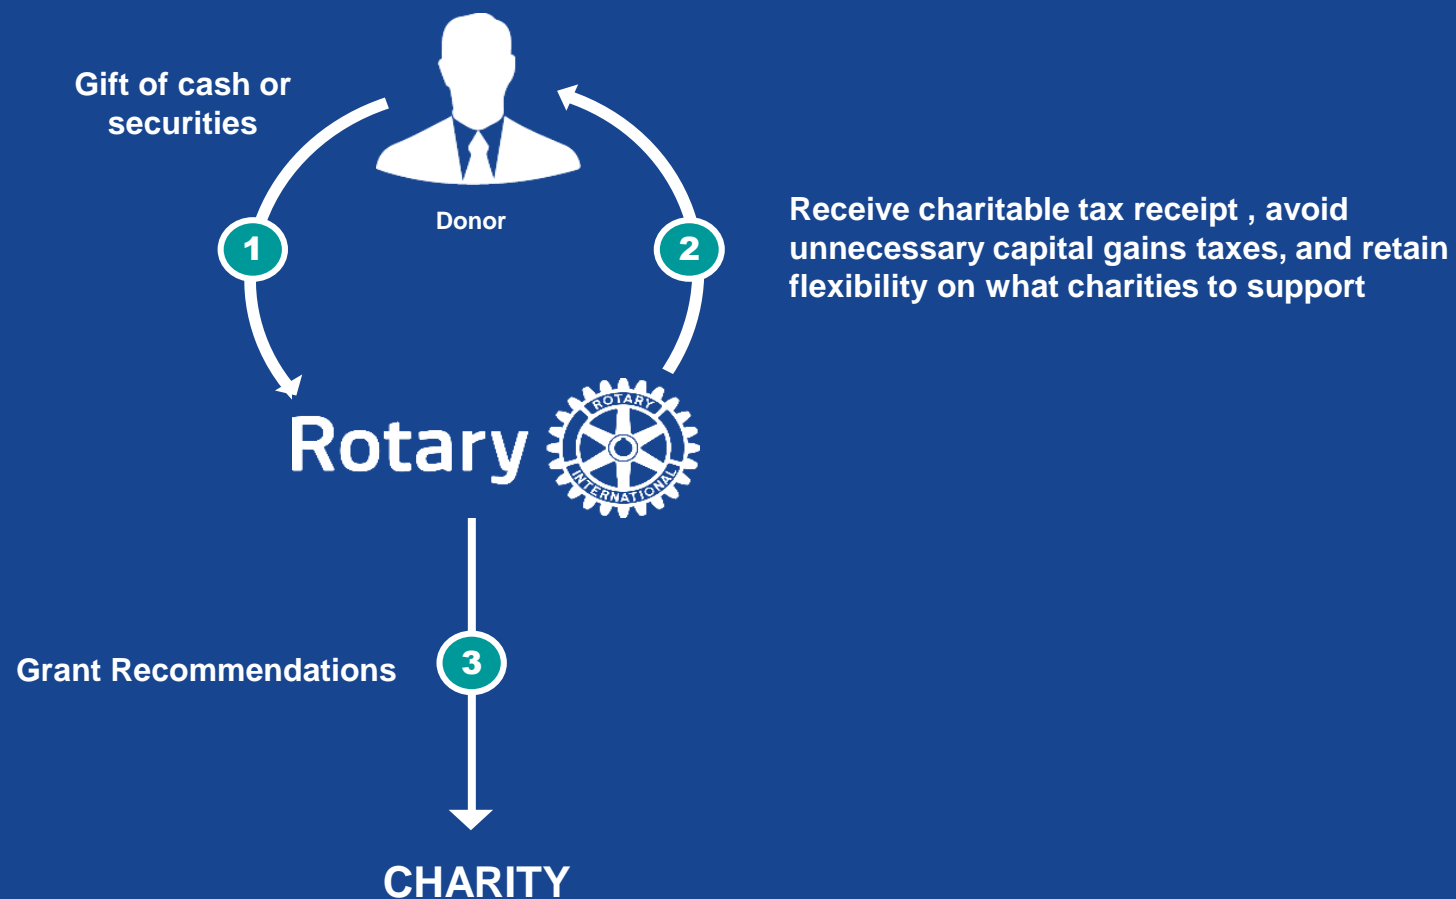 Gift of cash or
securities
Donor
1
2
Receive charitable tax receipt , avoid
unnecessary capital gains taxes, and retain
flexibility on what charities to support
Rotary
ROTARY
INTERNATIONAL
Grant Recommendations
3
CHARITY